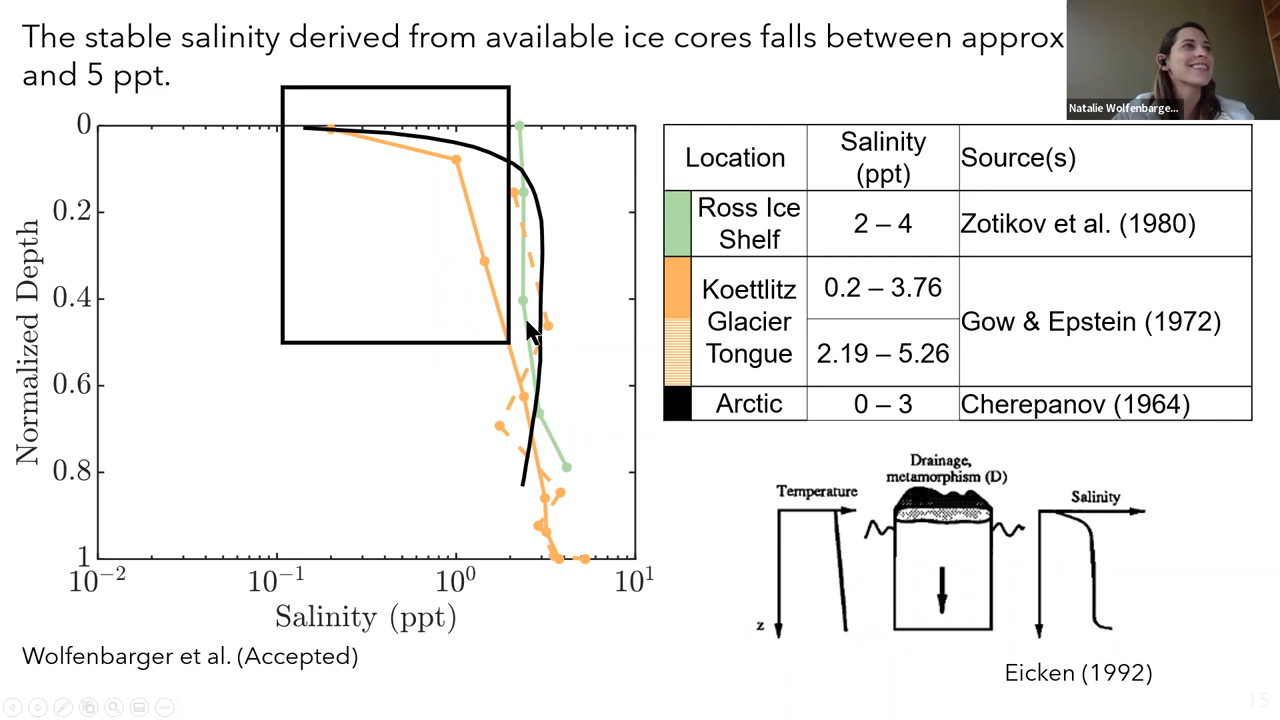 The stable salinity derived from available ice cores falls between approx
and 5 ppt.
Natalie Wolfenbarge...
0
0.2
0.4
0.6
0.8
1
Normalized Depth
10⁻²
10⁻¹
10⁰
10¹
Salinity (ppt)
Wolfenbarger et al. (Accepted)
Location
Salinity
(ppt)
Source(s)
Ross Ice
Shelf
2 – 4
Zotikov et al. (1980)
Koettlitz
Glacier
Tongue
0.2 – 3.76
2.19 – 5.26
Gow & Epstein (1972)
Arctic
0 – 3
Cherepanov (1964)
Drainage,
metamorphism (D)
Temperature
Salinity
z
Eicken (1992)
15